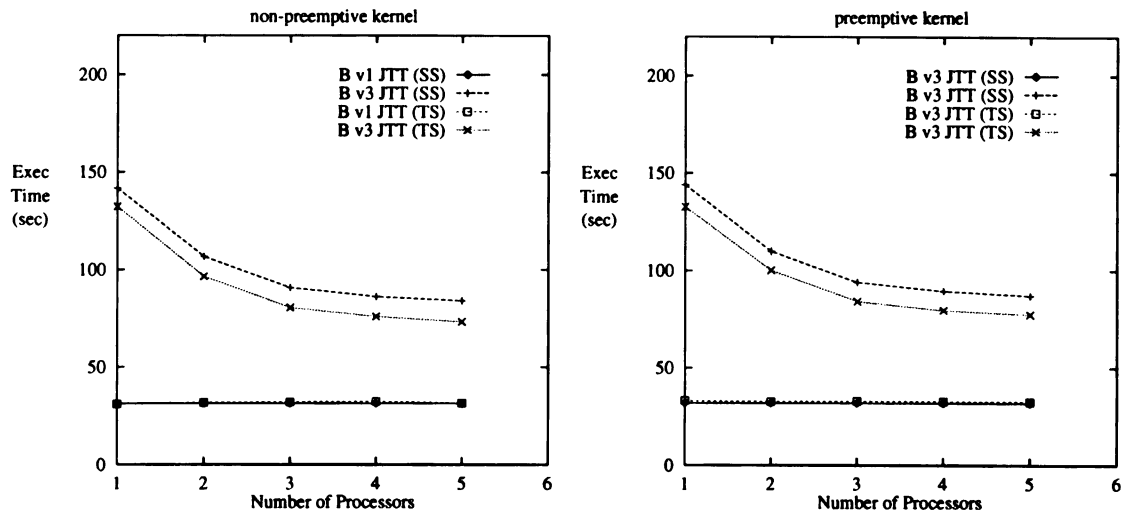 non-preemptive kernel
200
150
100
50
0
Exec
Time
(sec)
B v1 JTT (SS)
B v3 JTT (SS)
B v1 JTT (TS)
B v3 JTT (TS)
1 2 3 4 5 6
Number of Processors
preemptive kernel
200
150
100
50
0
Exec
Time
(sec)
B v3 JTT (SS)
B v3 JTT (SS)
B v3 JTT (TS)
B v3 JTT (TS)
1 2 3 4 5 6
Number of Processors